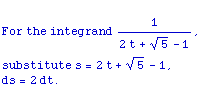 For the integrand 1/(2 t + √5 - 1),
substitute s = 2 t + √5 - 1,
ds = 2 dt.